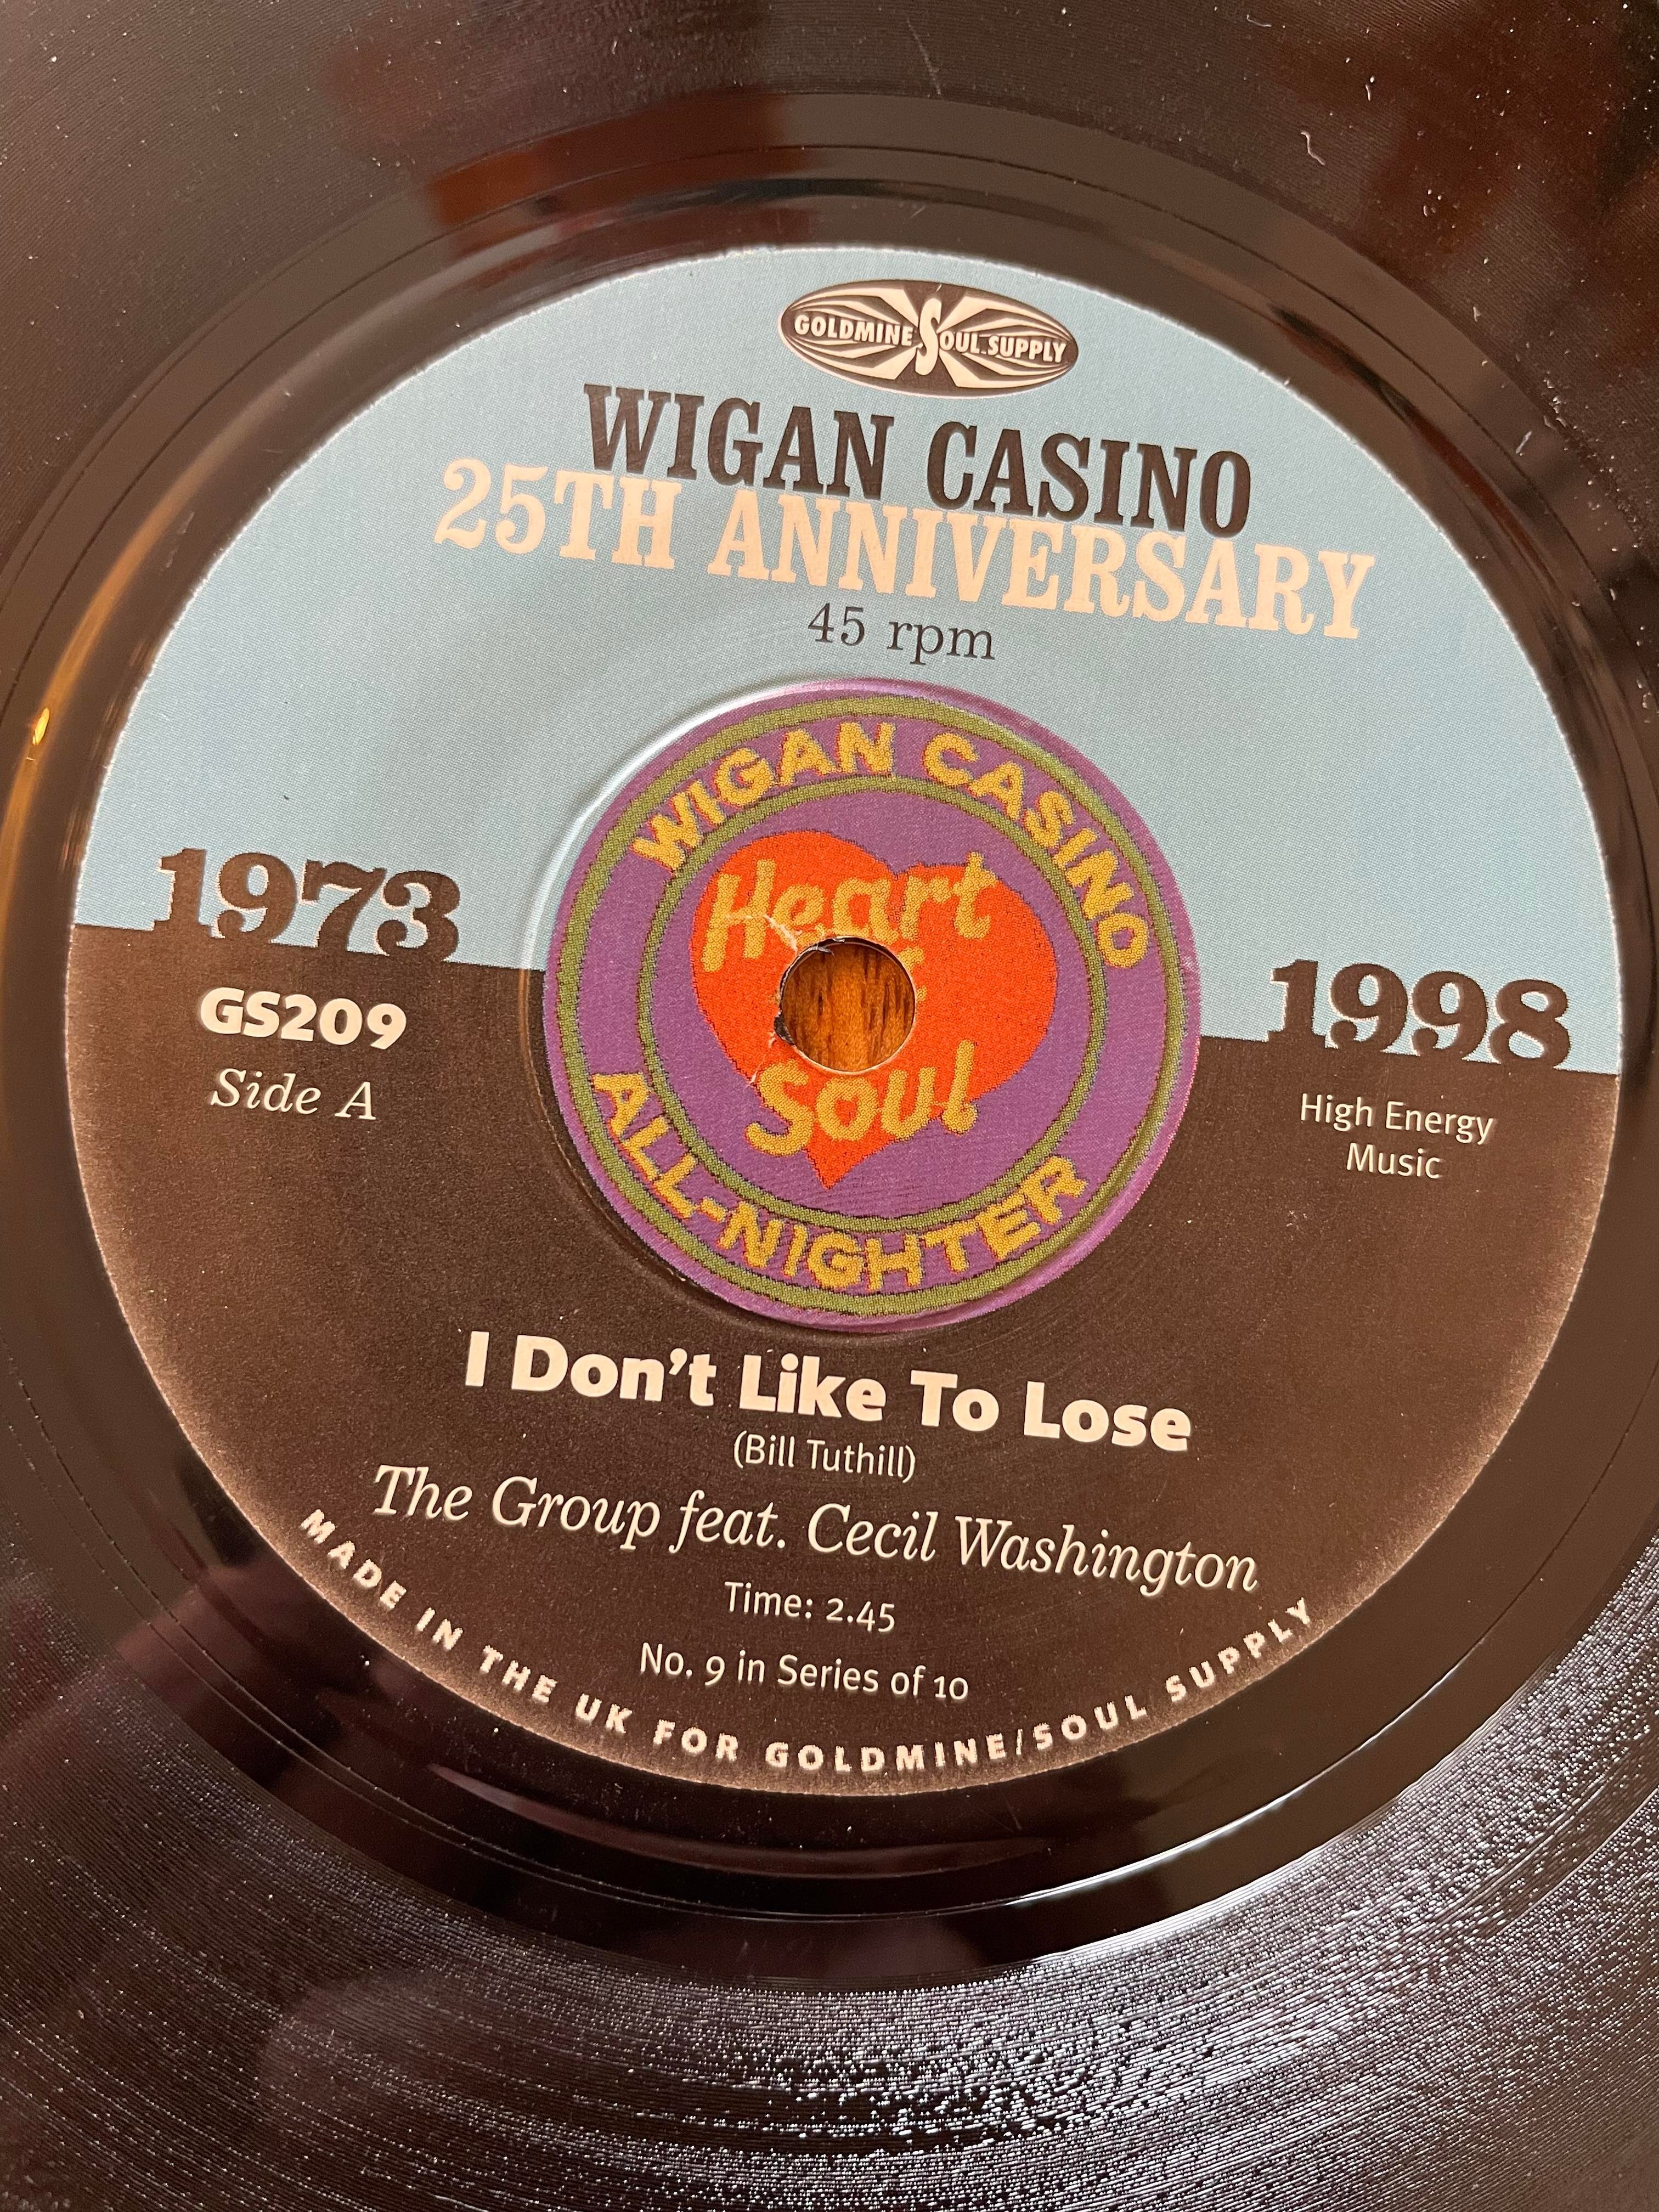 GOLDMINE SOUL SUPPLY
WIGAN CASINO
25TH ANNIVERSARY
45 rpm
WIGAN CASINO
Heart
Soul
ALL-NIGHTER
1973
1998
GS209
Side A
High Energy
Music
I Don't Like To Lose
(Bill Tuthill)
The Group feat. Cecil Washington
Time: 2.45
No. 9 in Series of 10
MADE IN THE UK FOR GOLDMINE/SOUL SUPPLY